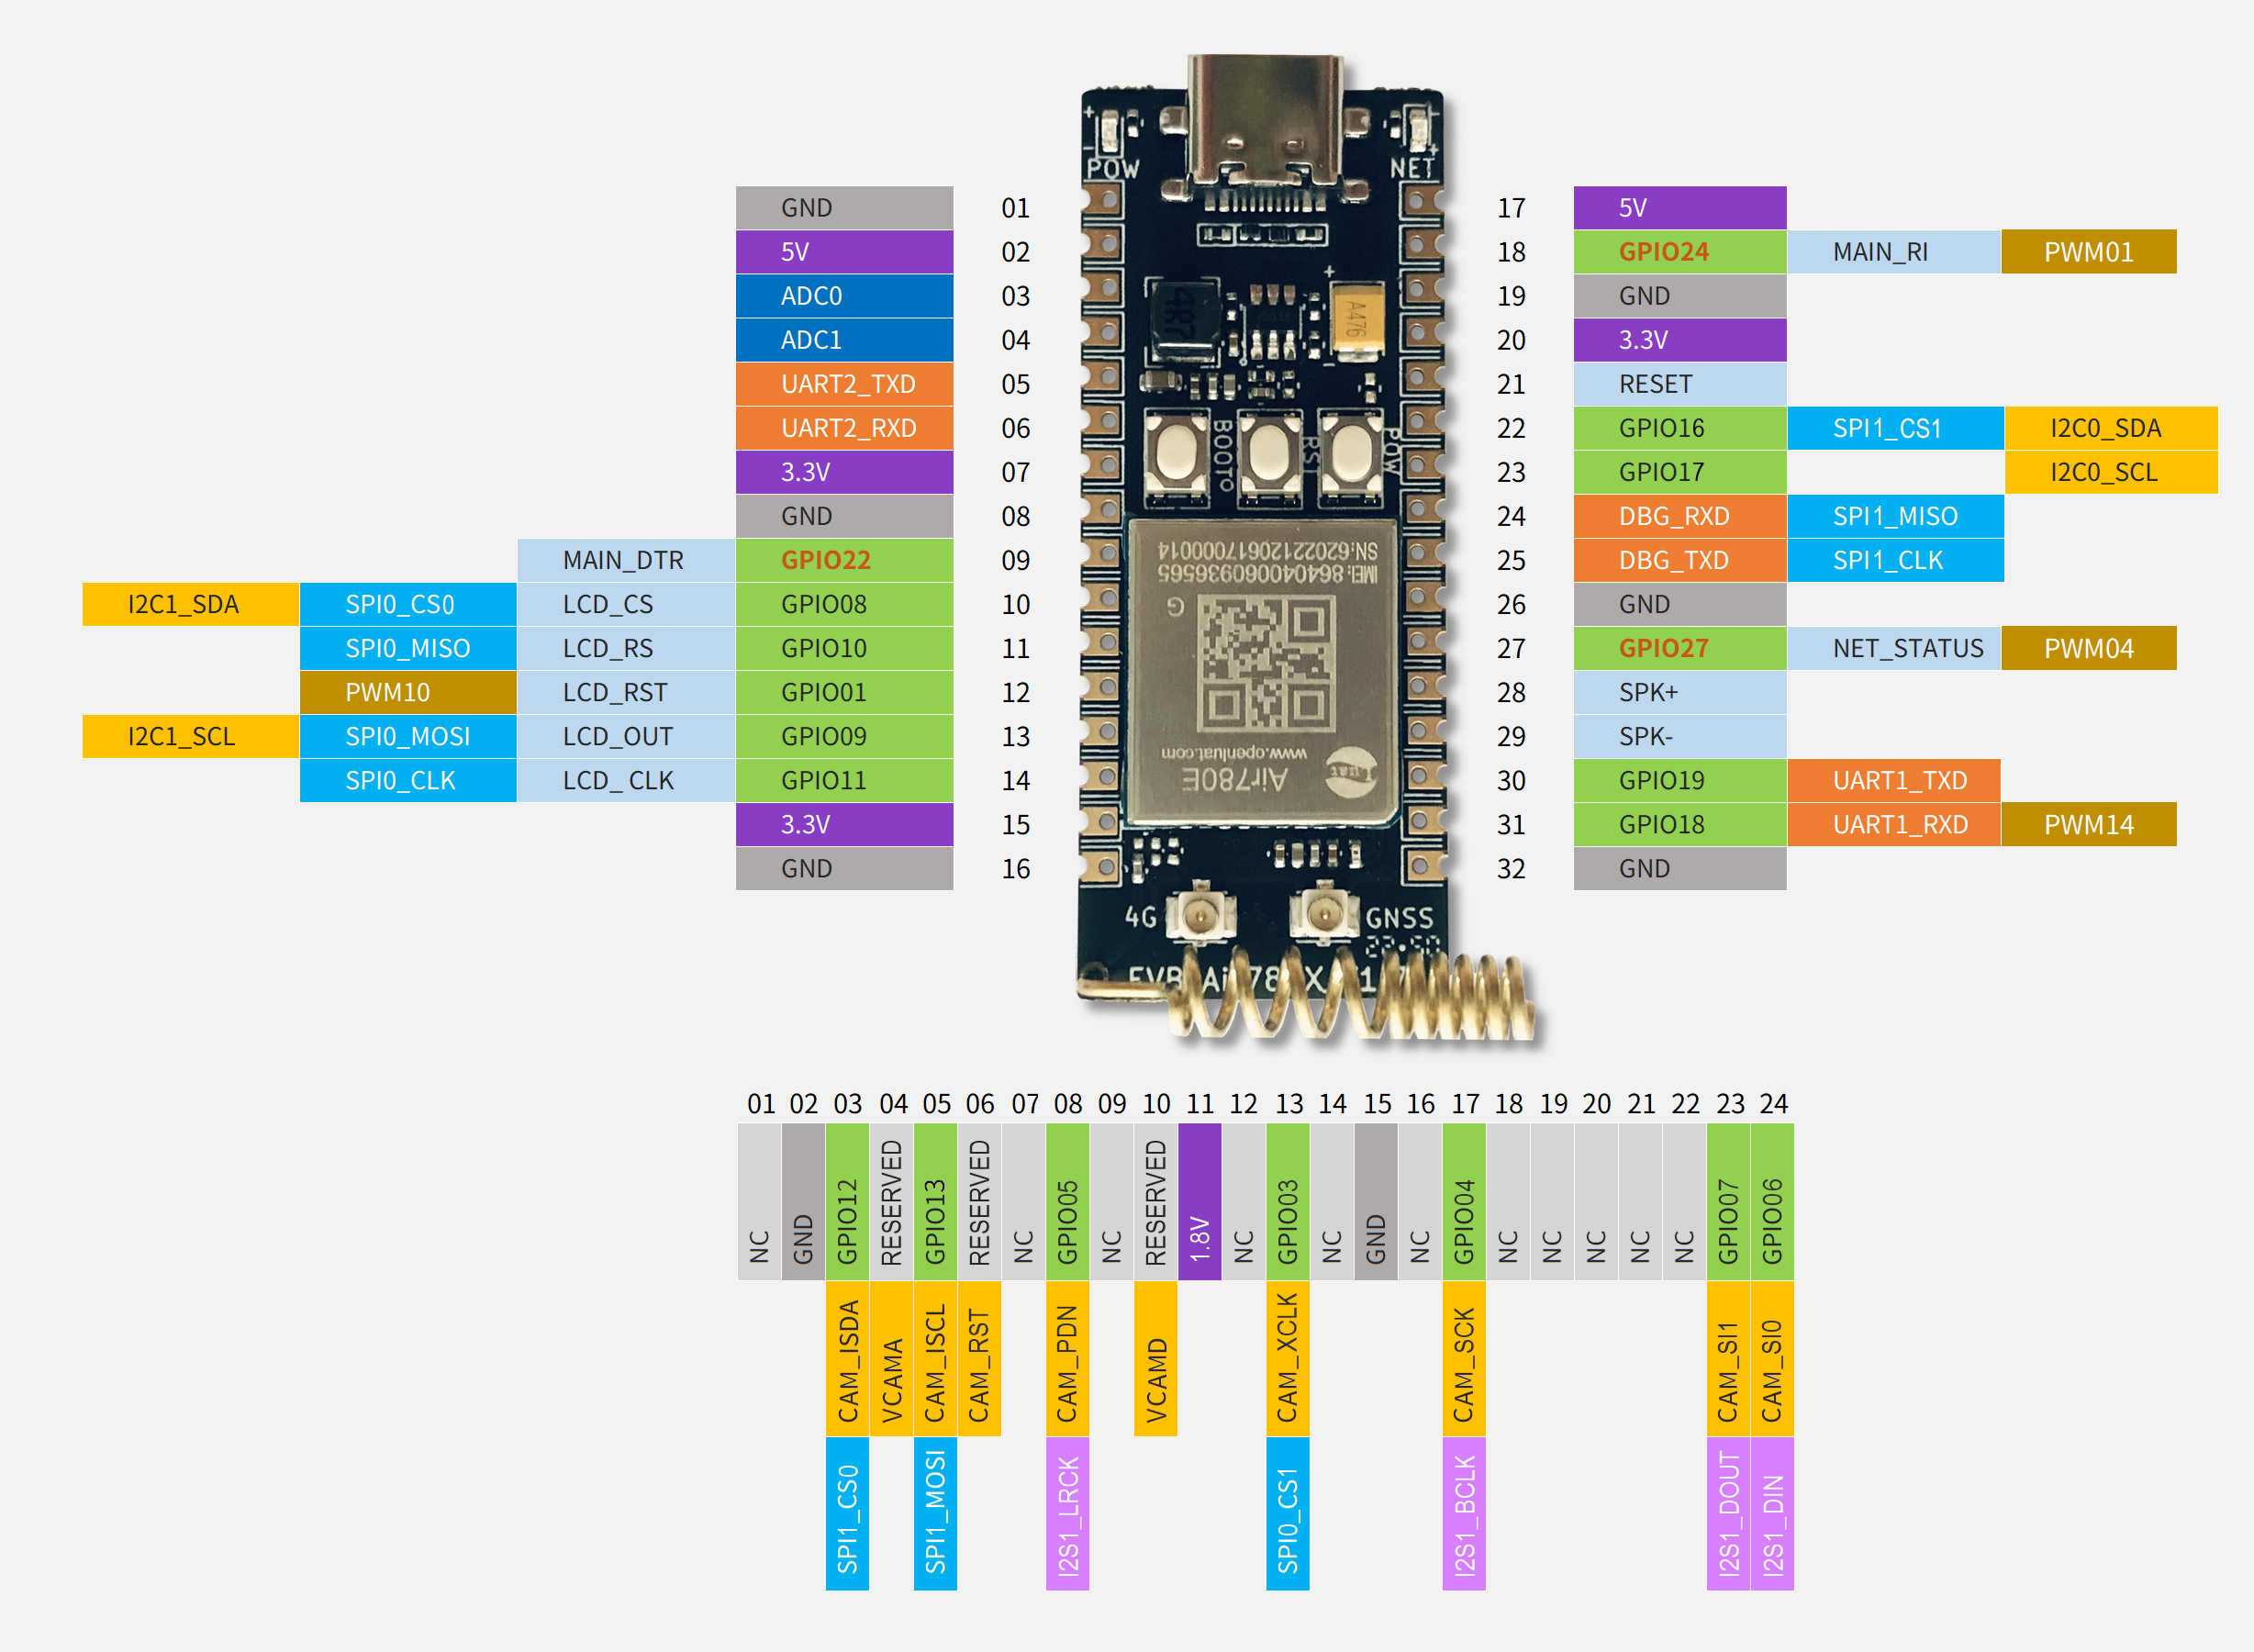 POW NET
GND 01 17 5V
5V 02 18 GPIO24 MAIN_RI PWM01
ADC0 03 19 GND
ADC1 04 20 3.3V
UART2_TXD 05 21 RESET
UART2_RXD 06 22 GPIO16 SPI1_CS1 I2C0_SDA
3.3V 07 23 GPIO17 I2C0_SCL
GND 08 24 DBG_RXD SPI1_MISO
MAIN_DTR GPIO22 09 25 DBG_TXD SPI1_CLK
I2C1_SDA SPI0_CS0 LCD_CS GPIO08 10 26 GND
SPI0_MISO LCD_RS GPIO10 11 27 GPIO27 NET_STATUS PWM04
PWM10 LCD_RST GPIO01 12 28 SPK+
I2C1_SCL SPI0_MOSI LCD_OUT GPIO09 13 29 SPK-
SPI0_CLK LCD_ CLK GPIO11 14 30 GPIO19 UART1_TXD
3.3V 15 31 GPIO18 UART1_RXD PWM14
GND 16 32 GND
4R7
A476
BOOT
RST
POW
SN:6202212061700014
IMEI:864040060936565
G
www.openluat.com
Air780E
Luat
4G GNSS
01 02 03 04 05 06 07 08 09 10 11 12 13 14 15 16 17 18 19 20 21 22 23 24
NC GND GPIO12 RESERVED GPIO13 RESERVED NC GPIO05 NC RESERVED 1.8V NC GPIO03 NC GND NC GPIO04 NC NC NC NC NC GPIO07 GPIO06
CAM_ISDA VCAMA CAM_ISCL CAM_RST CAM_PDN VCAMD CAM_XCLK CAM_SCK CAM_SI1 CAM_SI0
SPI1_CS0 SPI1_MOSI I2S1_LRCK SPI0_CS1 I2S1_BCLK I2S1_DOUT I2S1_DIN